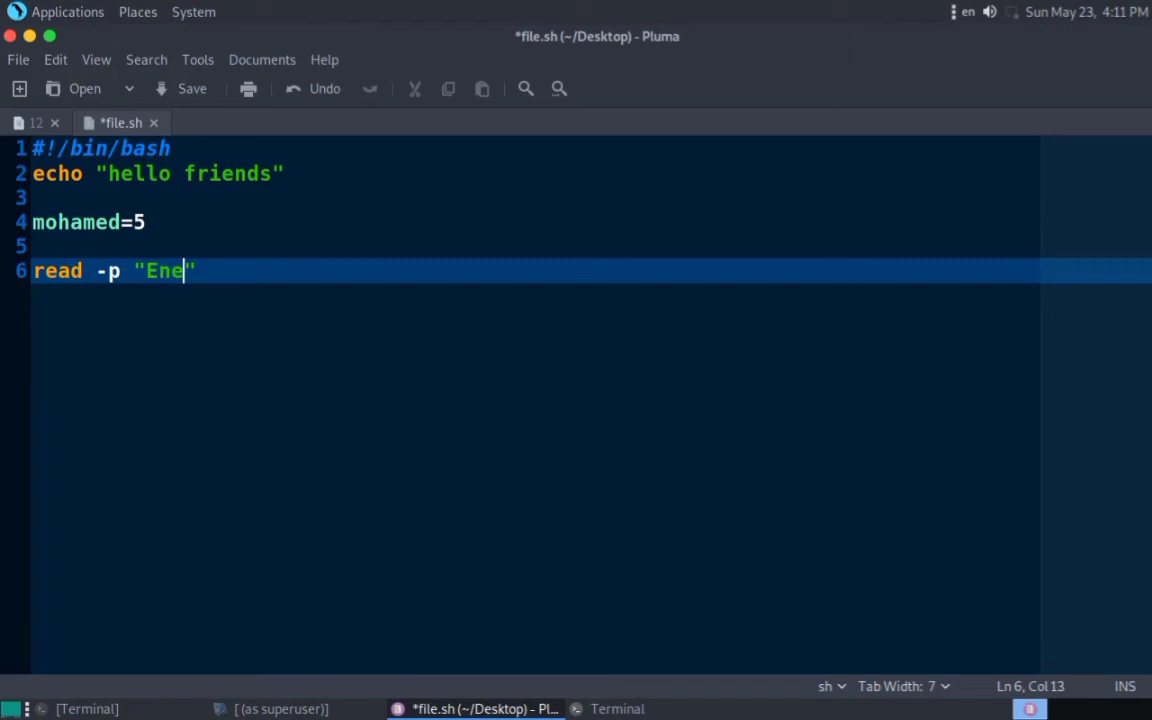 Applications Places System en Sun May 23, 4:11 PM
*file.sh (~/Desktop) - Pluma
File Edit View Search Tools Documents Help
Open Save Undo
12 *file.sh
1 #!/bin/bash
2 echo "hello friends"
3
4 mohamed=5
5
6 read -p "Ene"
sh Tab Width: 7 Ln 6, Col 13 INS
[Terminal] [ (as superuser)] *file.sh (~/Desktop) - Pl... Terminal